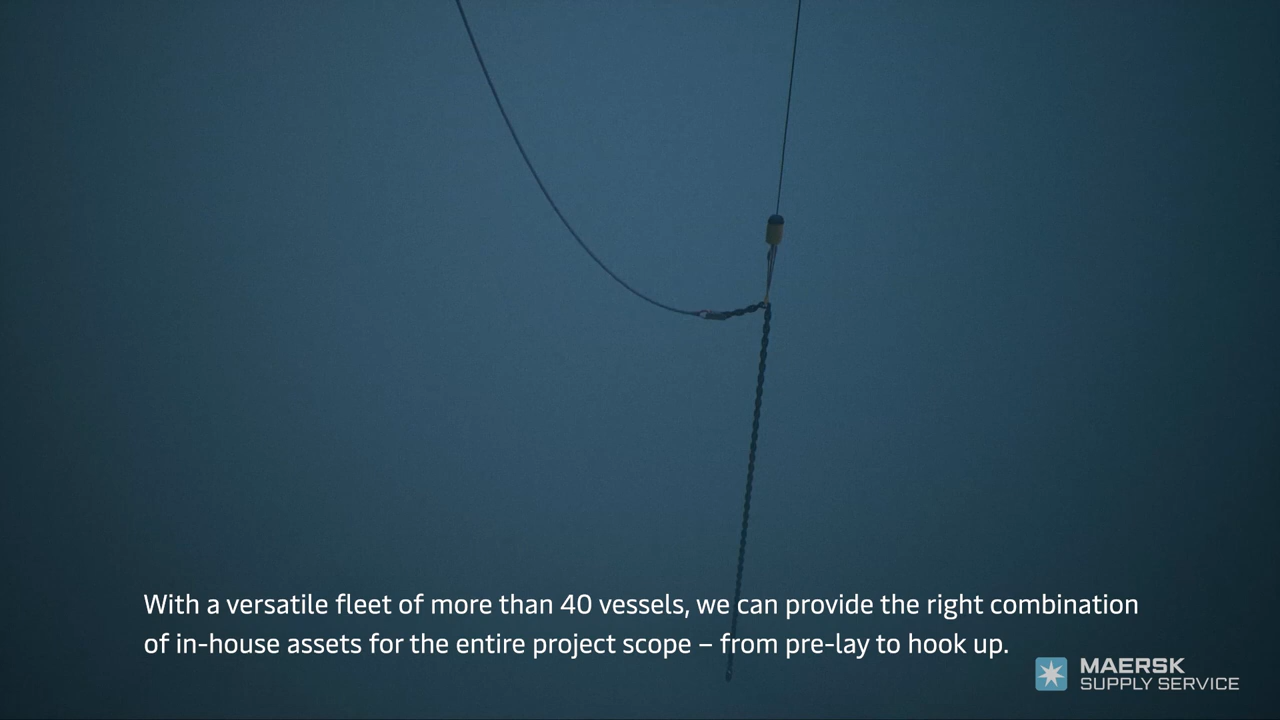 With a versatile fleet of more than 40 vessels, we can provide the right combination
of in-house assets for the entire project scope – from pre-lay to hook up.
MAERSK
SUPPLY SERVICE